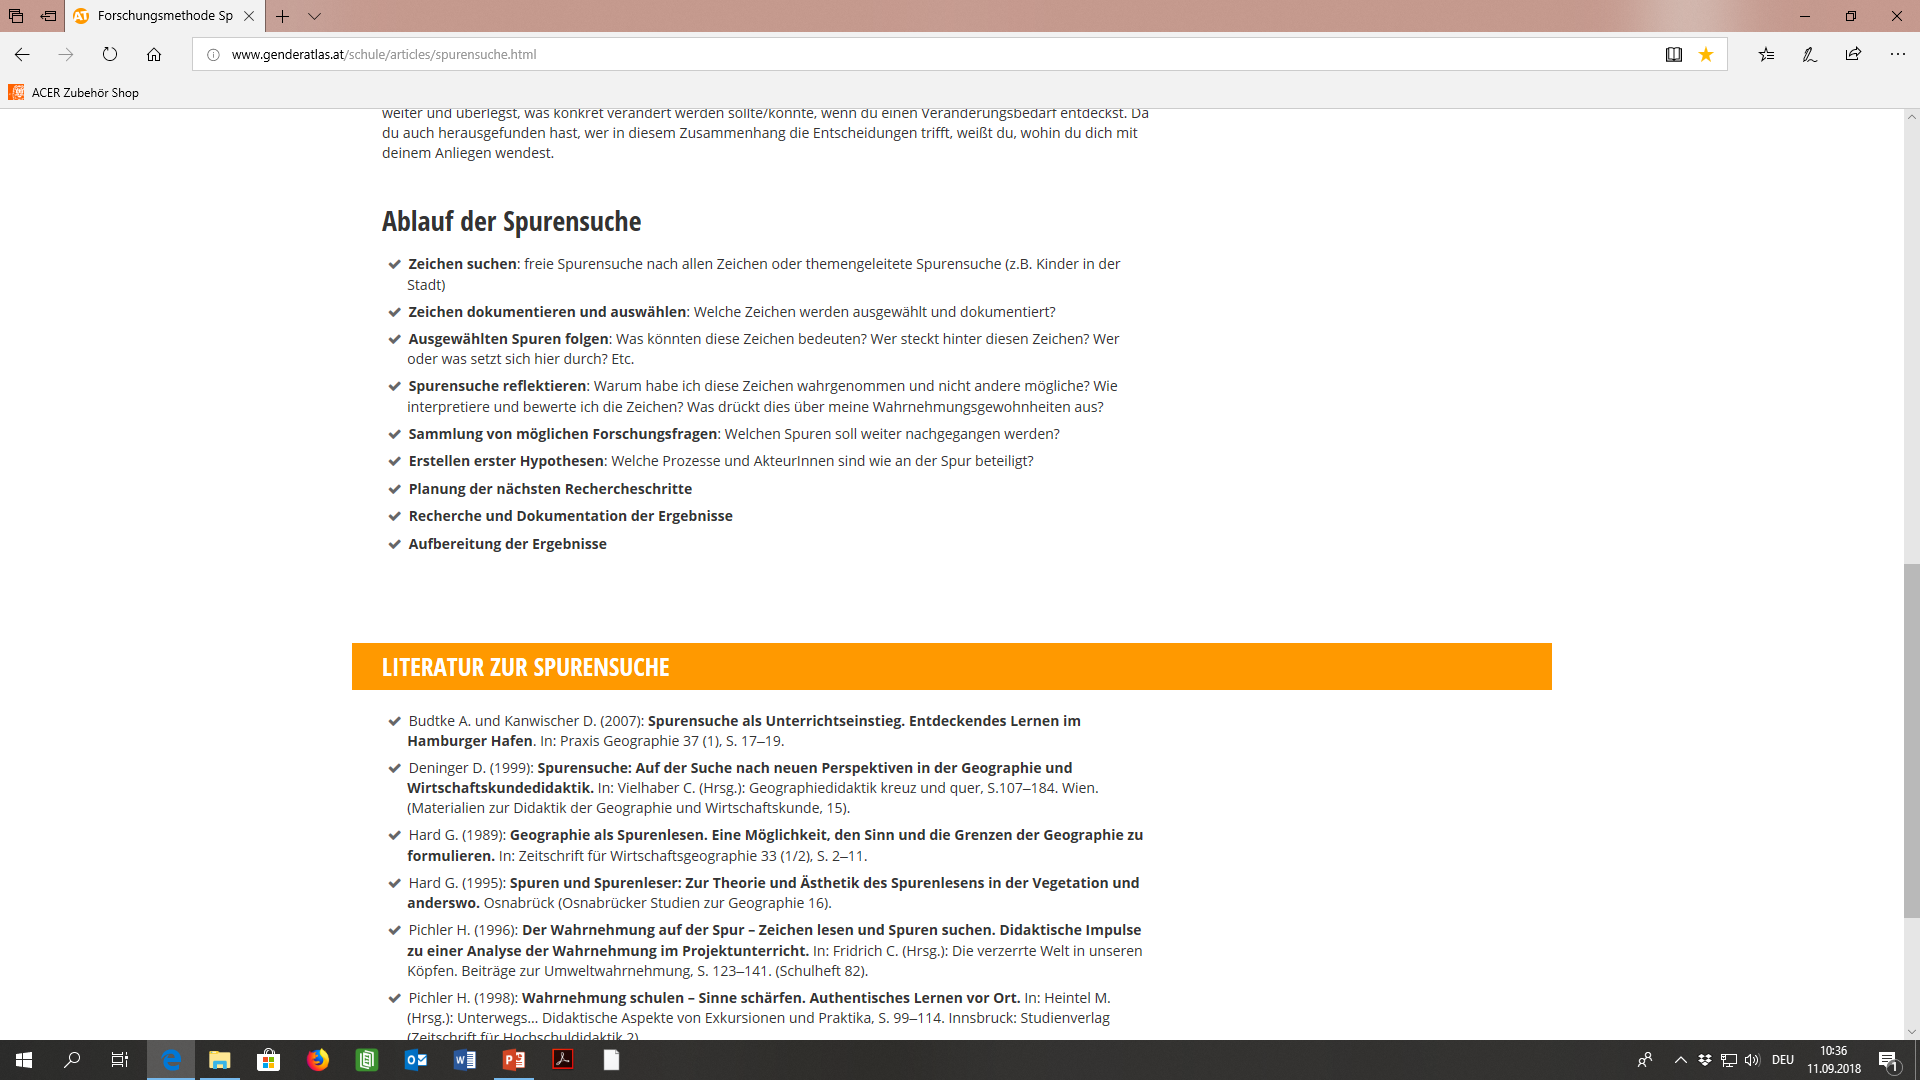 Forschungsmethode Sp
www.genderatlas.at/schule/articles/spurensuche.html
ACER Zubehör Shop
weiter und überlegst, was konkret verändert werden sollte/könnte, wenn du einen Veränderungsbedarf entdeckst. Da
du auch herausgefunden hast, wer in diesem Zusammenhang die Entscheidungen trifft, weißt du, wohin du dich mit
deinem Anliegen wendest.
Ablauf der Spurensuche
Zeichen suchen: freie Spurensuche nach allen Zeichen oder themengeleitete Spurensuche (z.B. Kinder in der
Stadt)
Zeichen dokumentieren und auswählen: Welche Zeichen werden ausgewählt und dokumentiert?
Ausgewählten Spuren folgen: Was könnten diese Zeichen bedeuten? Wer steckt hinter diesen Zeichen? Wer
oder was setzt sich hier durch? Etc.
Spurensuche reflektieren: Warum habe ich diese Zeichen wahrgenommen und nicht andere mögliche? Wie
interpretiere und bewerte ich die Zeichen? Was drückt dies über meine Wahrnehmungsgewohnheiten aus?
Sammlung von möglichen Forschungsfragen: Welchen Spuren soll weiter nachgegangen werden?
Erstellen erster Hypothesen: Welche Prozesse und AkteurInnen sind wie an der Spur beteiligt?
Planung der nächsten Rechercheschritte
Recherche und Dokumentation der Ergebnisse
Aufbereitung der Ergebnisse
LITERATUR ZUR SPURENSUCHE
Budtke A. und Kanwischer D. (2007): Spurensuche als Unterrichtseinstieg. Entdeckendes Lernen im
Hamburger Hafen. In: Praxis Geographie 37 (1), S. 17–19.
Deninger D. (1999): Spurensuche: Auf der Suche nach neuen Perspektiven in der Geographie und
Wirtschaftskundedidaktik. In: Vielhaber C. (Hrsg.): Geographiedidaktik kreuz und quer, S.107–184. Wien.
(Materialien zur Didaktik der Geographie und Wirtschaftskunde, 15).
Hard G. (1989): Geographie als Spurenlesen. Eine Möglichkeit, den Sinn und die Grenzen der Geographie zu
formulieren. In: Zeitschrift für Wirtschaftsgeographie 33 (1/2), S. 2–11.
Hard G. (1995): Spuren und Spurenleser: Zur Theorie und Ästhetik des Spurenlesens in der Vegetation und
anderswo. Osnabrück (Osnabrücker Studien zur Geographie 16).
Pichler H. (1996): Der Wahrnehmung auf der Spur – Zeichen lesen und Spuren suchen. Didaktische Impulse
zu einer Analyse der Wahrnehmung im Projektunterricht. In: Fridrich C. (Hrsg.): Die verzerrte Welt in unseren
Köpfen. Beiträge zur Umweltwahrnehmung, S. 123–141. (Schulheft 82).
Pichler H. (1998): Wahrnehmung schulen – Sinne schärfen. Authentisches Lernen vor Ort. In: Heintel M.
(Hrsg.): Unterwegs... Didaktische Aspekte von Exkursionen und Praktika, S. 99–114. Innsbruck: Studienverlag
(Zeitschrift für Hochschuldidaktik 2)
DEU
10:36
11.09.2018
1